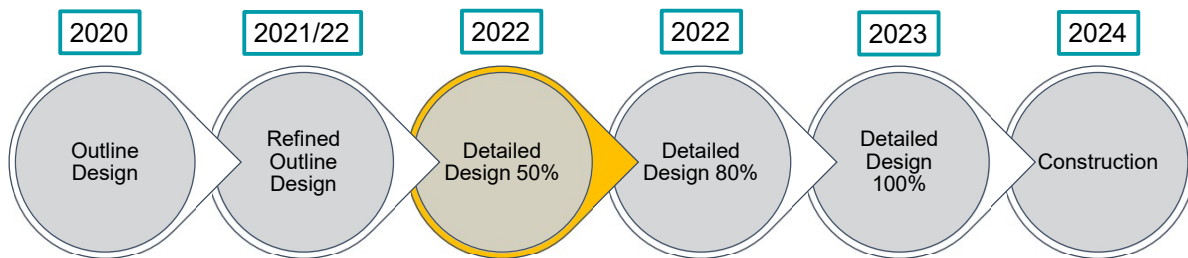 2020
2021/22
2022
2022
2023
2024
Outline
Design
Refined
Outline
Design
Detailed
Design 50%
Detailed
Design 80%
Detailed
Design
100%
Construction